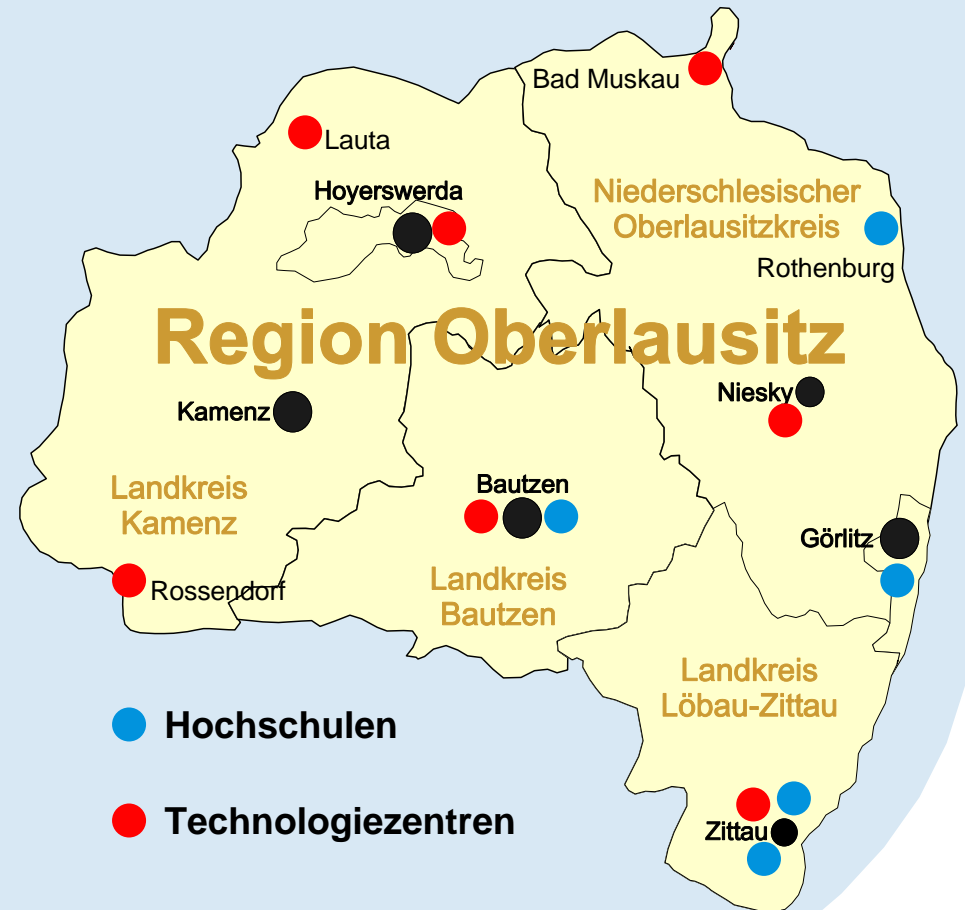 Bad Muskau
Lauta
Hoyerswerda
Niederschlesischer
Oberlausitzkreis
Rothenburg
Region Oberlausitz
Niesky
Kamenz
Landkreis
Kamenz
Bautzen
Görlitz
Rossendorf
Landkreis
Bautzen
Landkreis
Löbau-Zittau
Hochschulen
Technologiezentren
Zittau